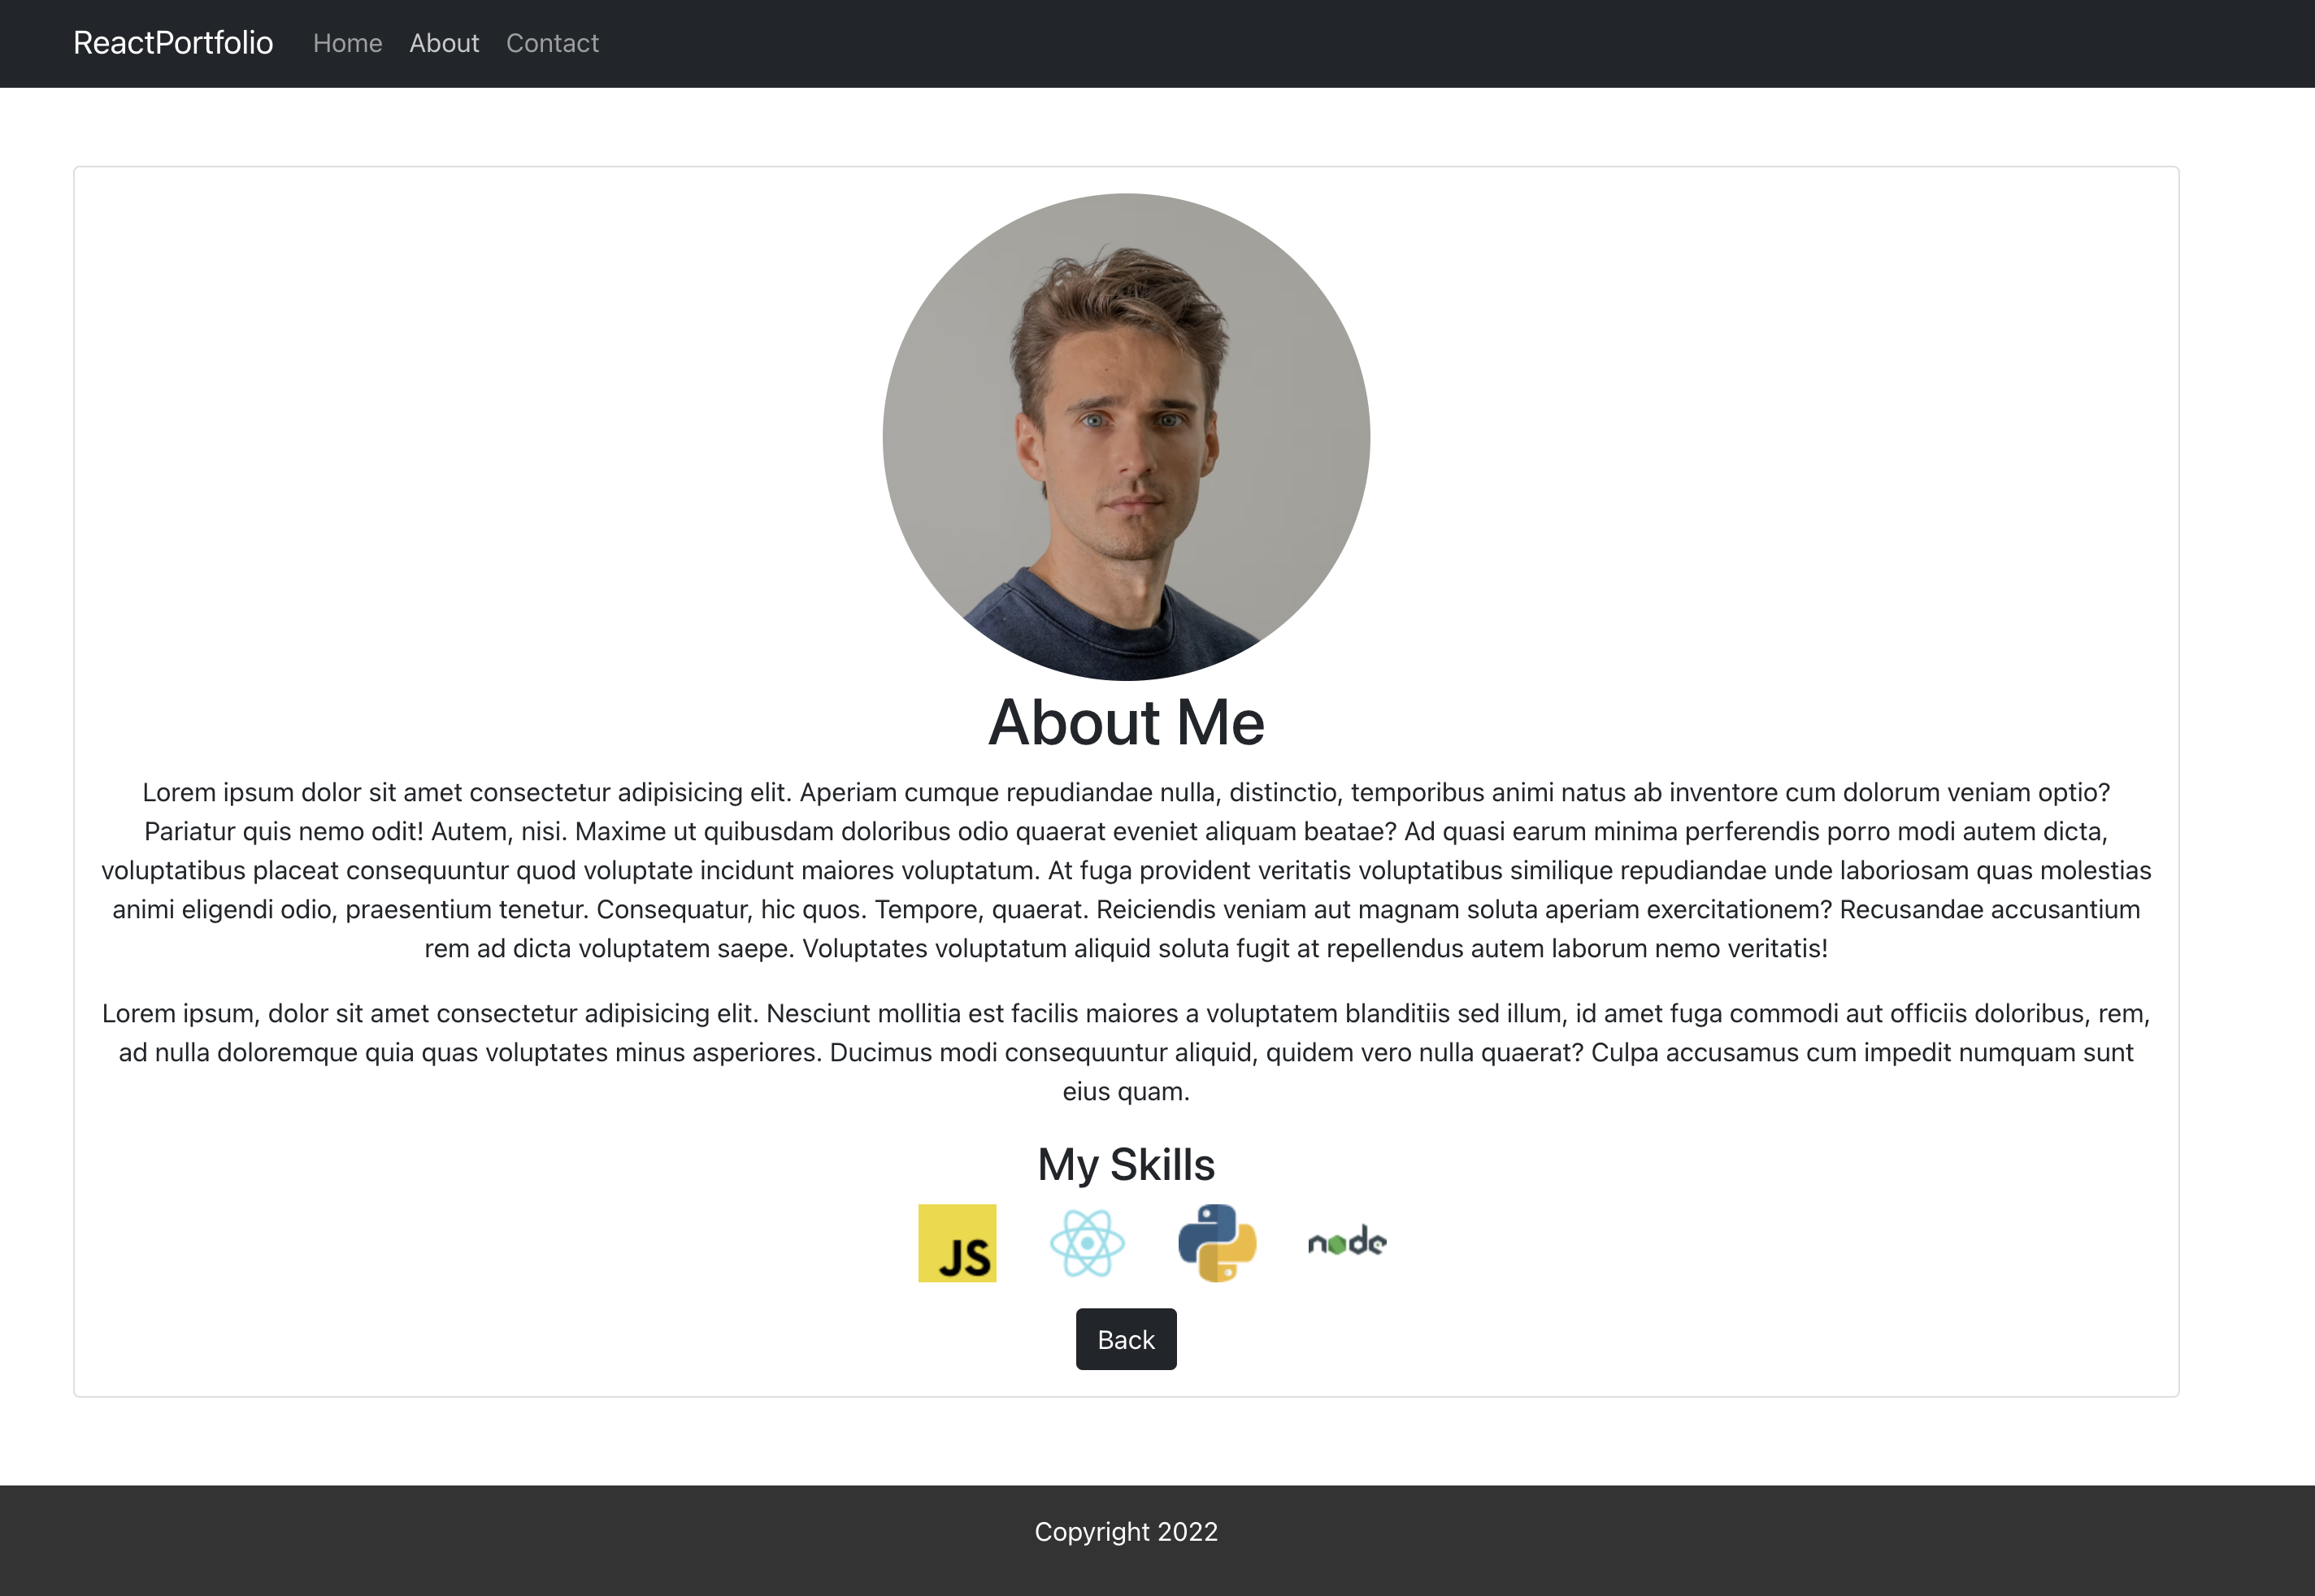 ReactPortfolio Home About Contact
About Me
Lorem ipsum dolor sit amet consectetur adipisicing elit. Aperiam cumque repudiandae nulla, distinctio, temporibus animi natus ab inventore cum dolorum veniam optio?
Pariatur quis nemo odit! Autem, nisi. Maxime ut quibusdam doloribus odio quaerat eveniet aliquam beatae? Ad quasi earum minima perferendis porro modi autem dicta,
voluptatibus placeat consequuntur quod voluptate incidunt maiores voluptatum. At fuga provident veritatis voluptatibus similique repudiandae unde laboriosam quas molestias
animi eligendi odio, praesentium tenetur. Consequatur, hic quos. Tempore, quaerat. Reiciendis veniam aut magnam soluta aperiam exercitationem? Recusandae accusantium
rem ad dicta voluptatem saepe. Voluptates voluptatum aliquid soluta fugit at repellendus autem laborum nemo veritatis!
Lorem ipsum, dolor sit amet consectetur adipisicing elit. Nesciunt mollitia est facilis maiores a voluptatem blanditiis sed illum, id amet fuga commodi aut officiis doloribus, rem,
ad nulla doloremque quia quas voluptates minus asperiores. Ducimus modi consequuntur aliquid, quidem vero nulla quaerat? Culpa accusamus cum impedit numquam sunt
eius quam.
My Skills
JS node
Back
Copyright 2022